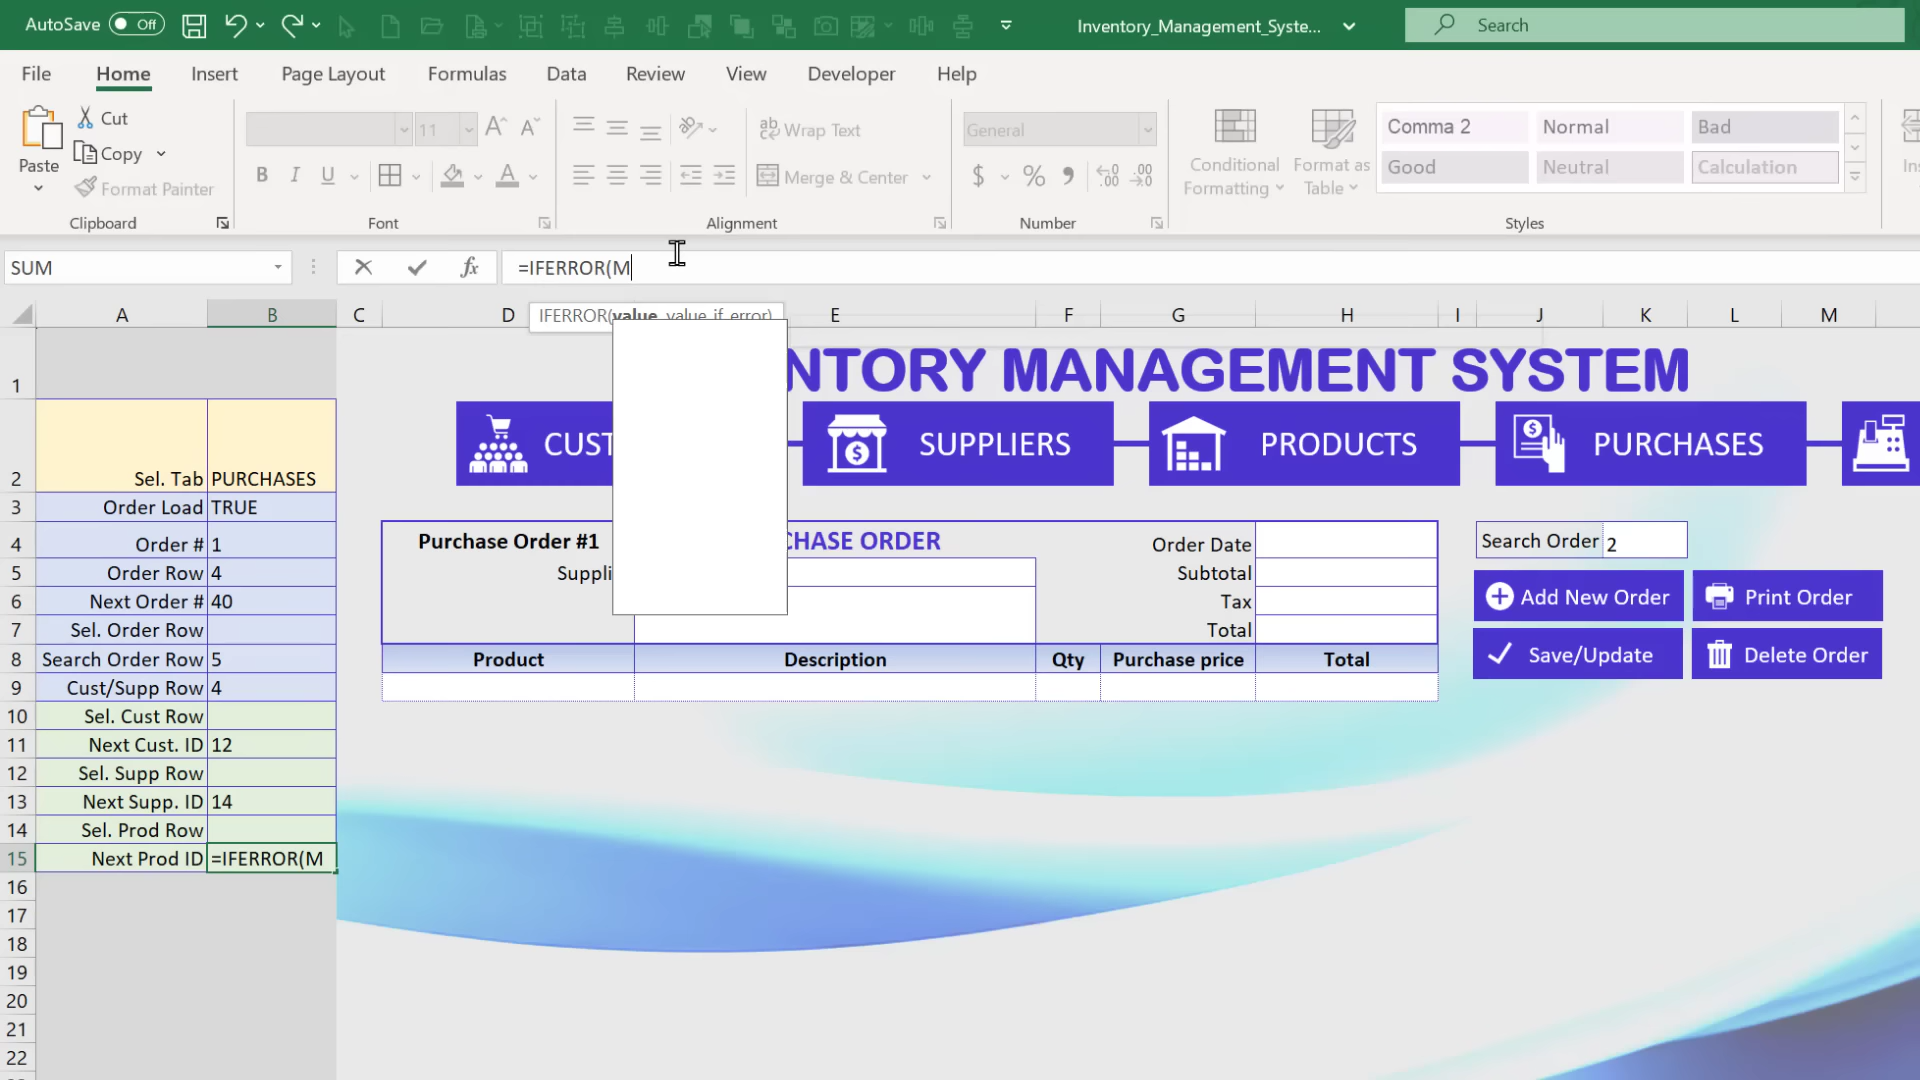 AutoSave Off Inventory_Management_Syste... Search
File Home Insert Page Layout Formulas Data Review View Developer Help
Paste Cut Copy Format Painter
11
B I U A
ab Wrap Text
Merge & Center
General
$ % 9 .00 .00
Conditional Formatting
Format as Table
Comma 2 Normal Bad
Good Neutral Calculation
Clipboard Font Alignment Number Styles
SUM fx =IFERROR(M
IFERROR(value, value_if_error)
A B C D E F G H I J K L M
1 NTORY MANAGEMENT SYSTEM
CUST SUPPLIERS PRODUCTS PURCHASES
2 Sel. Tab PURCHASES
3 Order Load TRUE
4 Order # 1 Purchase Order #1 CHASE ORDER Order Date Search Order 2
5 Order Row 4 Suppli Subtotal
6 Next Order # 40 Tax Add New Order Print Order
7 Sel. Order Row Total
8 Search Order Row 5 Product Description Qty Purchase price Total Save/Update Delete Order
9 Cust/Supp Row 4
10 Sel. Cust Row
11 Next Cust. ID 12
12 Sel. Supp Row
13 Next Supp. ID 14
14 Sel. Prod Row
15 Next Prod ID =IFERROR(M
16
17
18
19
20
21
22